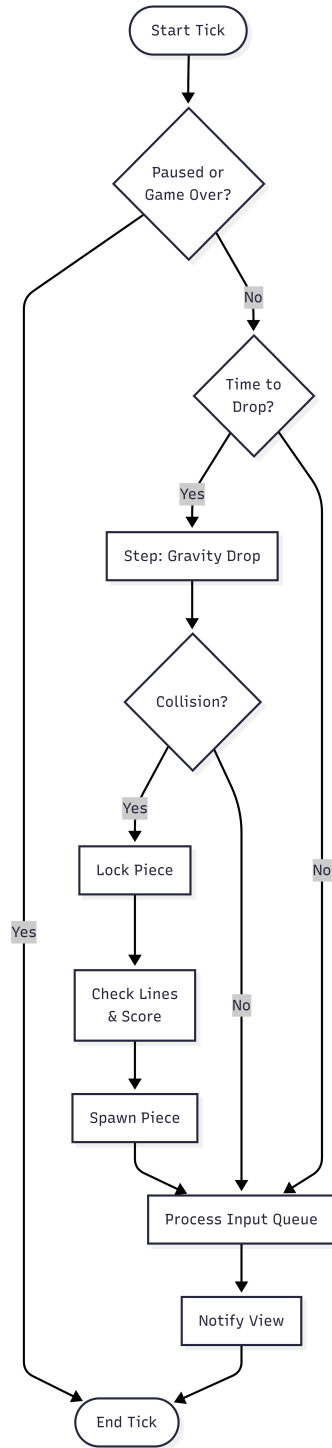 Start Tick
Paused or
Game Over?
No
Time to
Drop?
Yes
Step: Gravity Drop
Collision?
Yes
Lock Piece
No
Yes
Check Lines
& Score
No
Spawn Piece
Process Input Queue
Notify View
End Tick